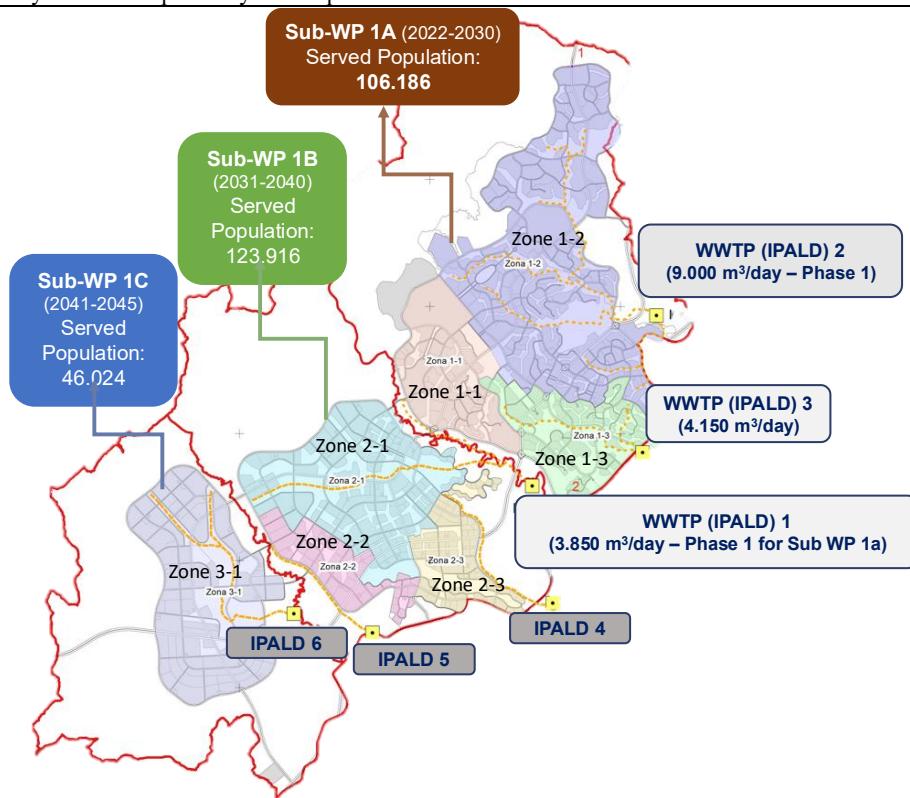 Sub-WP 1A (2022-2030)
Served Population:
106.186
1
Sub-WP 1B
(2031-2040)
Served
Population:
123.916
Zone 1-2
Zona 1-2
WWTP (IPALD) 2
(9.000 m³/day – Phase 1)
Sub-WP 1C
(2041-2045)
Served
Population:
46.024
Zona 1-1
Zone 1-1
WWTP (IPALD) 3
(4.150 m³/day)
Zona 1-3
Zone 1-3
Zone 2-1
Zona 2-1
2
WWTP (IPALD) 1
(3.850 m³/day – Phase 1 for Sub WP 1a)
Zone 2-2
Zona 2-2
Zona 2-3
Zone 2-3
Zone 3-1
Zona 3-1
IPALD 6
IPALD 5
IPALD 4